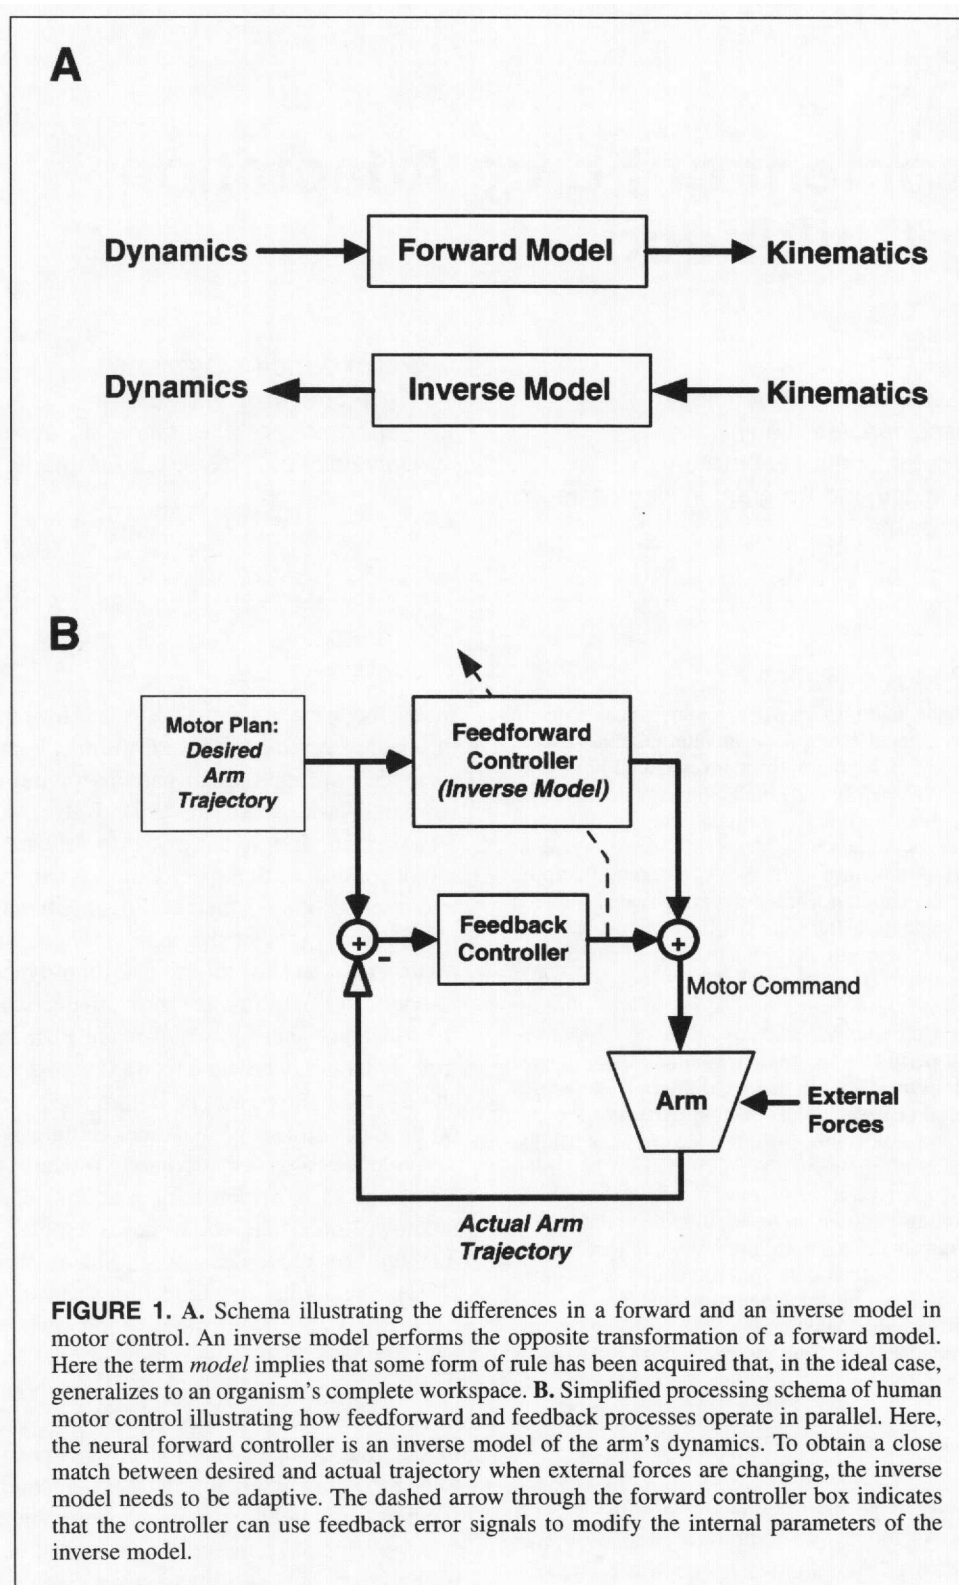 A
Dynamics Forward Model Kinematics
Dynamics Inverse Model Kinematics
B
Motor Plan:
Desired
Arm
Trajectory
Feedforward
Controller
(Inverse Model)
+
-
Feedback
Controller
+
Motor Command
Arm
External
Forces
Actual Arm
Trajectory
FIGURE 1. A. Schema illustrating the differences in a forward and an inverse model in
motor control. An inverse model performs the opposite transformation of a forward model.
Here the term model implies that some form of rule has been acquired that, in the ideal case,
generalizes to an organism's complete workspace. B. Simplified processing schema of human
motor control illustrating how feedforward and feedback processes operate in parallel. Here,
the neural forward controller is an inverse model of the arm's dynamics. To obtain a close
match between desired and actual trajectory when external forces are changing, the inverse
model needs to be adaptive. The dashed arrow through the forward controller box indicates
that the controller can use feedback error signals to modify the internal parameters of the
inverse model.